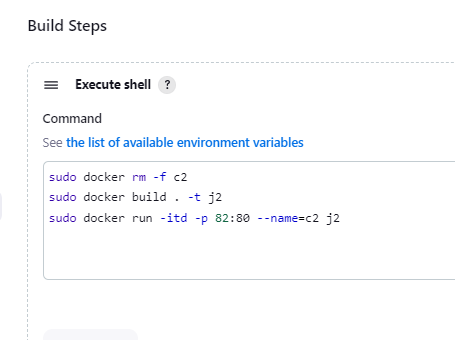 Build Steps
Execute shell ?
Command
See the list of available environment variables
sudo docker rm -f c2
sudo docker build . -t j2
sudo docker run -itd -p 82:80 --name=c2 j2